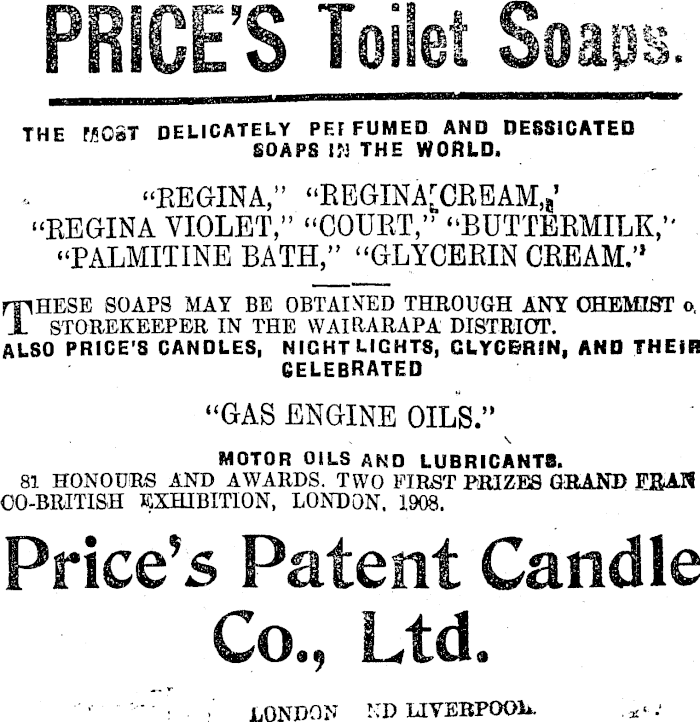 PRICE'S Toilet Soaps.
THE MOST DELICATELY PERFUMED AND DESSICATED
SOAPS IN THE WORLD.
"REGINA," "REGINA CREAM,"
"REGINA VIOLET," "COURT," "BUTTERMILK,"
"PALMITINE BATH," "GLYCERIN CREAM."
THESE SOAPS MAY BE OBTAINED THROUGH ANY CHEMIST o
STOREKEEPER IN THE WAIRARAPA DISTRICT.
ALSO PRICE'S CANDLES, NIGHT LIGHTS, GLYCERIN, AND THEIR
CELEBRATED
"GAS ENGINE OILS."
MOTOR OILS AND LUBRICANTS.
81 HONOURS AND AWARDS. TWO FIRST PRIZES GRAND FRAN
CO-BRITISH EXHIBITION, LONDON, 1908.
Price's Patent Candle
Co., Ltd.
LONDON ND LIVERPOOL.